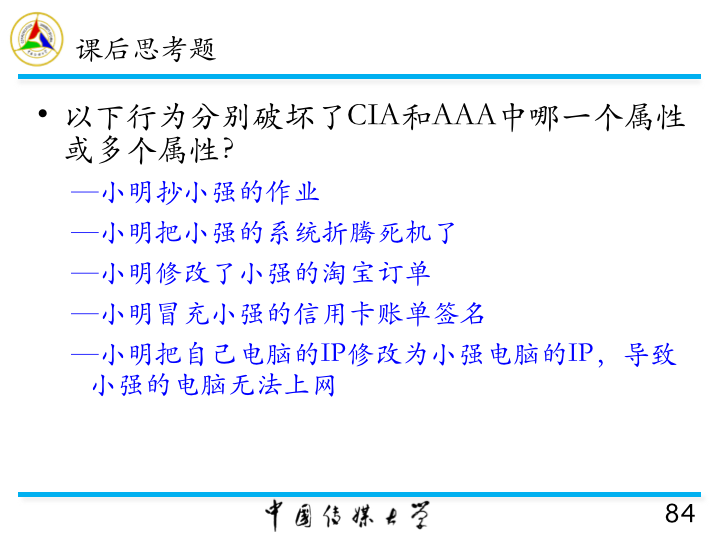 课后思考题
• 以下行为分别破坏了CIA和AAA中哪一个属性
或多个属性?
—小明抄小强的作业
—小明把小强的系统折腾死机了
—小明修改了小强的淘宝订单
—小明冒充小强的信用卡账单签名
—小明把自己电脑的IP修改为小强电脑的IP，导致
小强的电脑无法上网
中国传媒大学
84